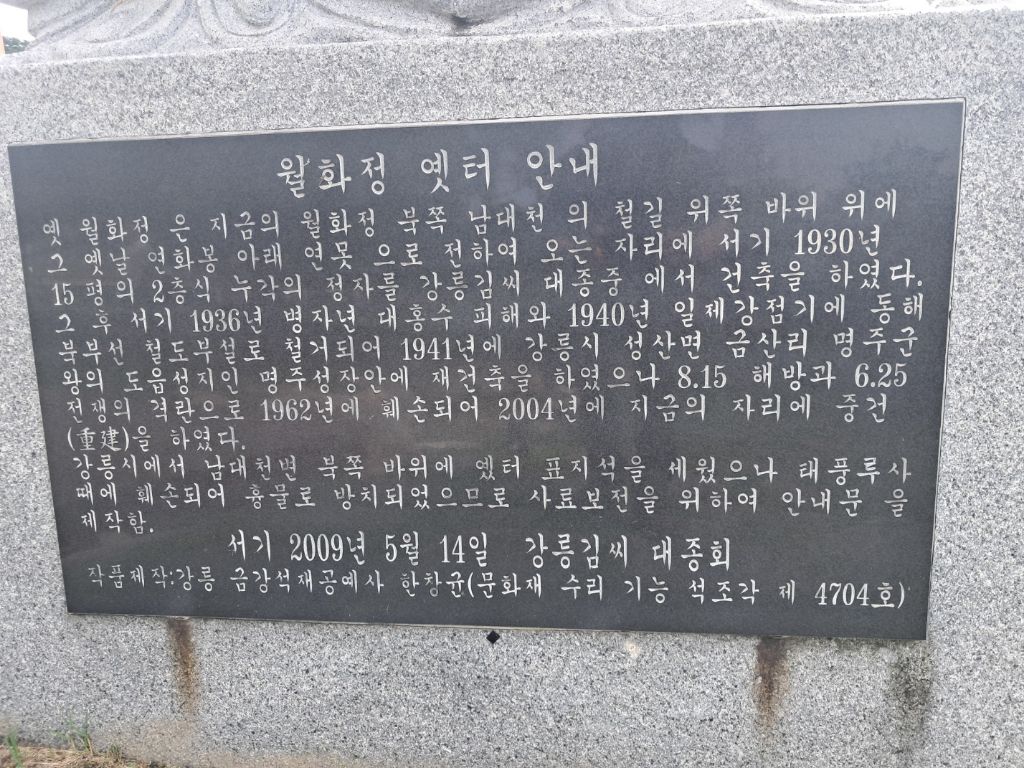 월화정 옛터 안내
옛 월화정 은 지금의 월화정 북쪽 남대천 의 철길 위쪽 바위 위에
그 옛날 연화봉 아래 연못 으로 전하여 오는 자리에 서기 1930년
15 평의 2층식 누각의 정자를 강릉김씨 대종중 에서 건축을 하였다.
그 후 서기 1936년 병자년 대홍수 피해와 1940년 일제강점기에 동해
북부선 철도부설로 철거되어 1941년에 강릉시 성산면 금산리 명주군
왕의 도읍성지인 명주성장안에 재건축을 하였으나 8.15 해방과 6.25
전쟁의 격란으로 1962년에 훼손되어 2004년에 지금의 자리에 중건
(重建)을 하였다.
강릉시에서 남대천변 북쪽 바위에 옜터 표지석을 세웠으나 태풍루사
때에 훼손되어 흉물로 방치되었으므로 사료보전을 위하여 안내문 을
제작함.
서기 2009년 5월 14일 강릉김씨 대종회
작품제작:강릉 금강석재공예사 한창균(문화재 수리 기능 석조각 제 4704호)